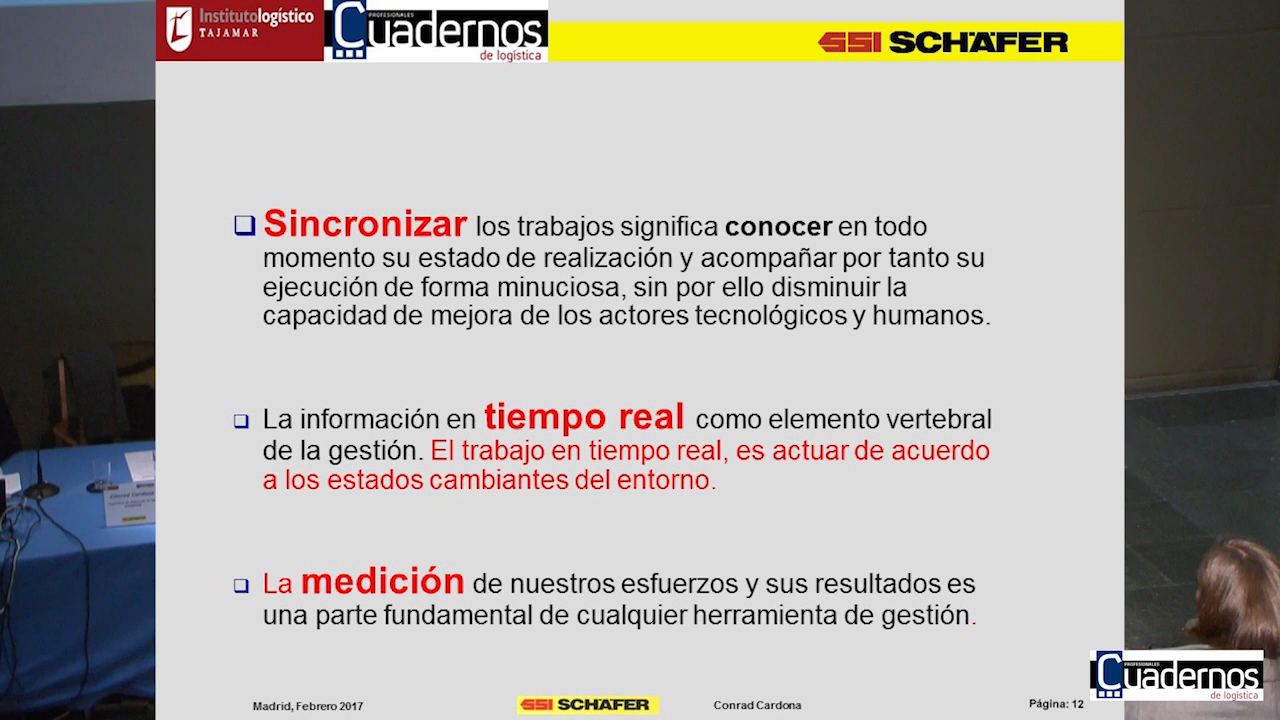 Institutologístico
TAJAMAR
PROFESIONALES
Cuadernos
de logística
SSI SCHÄFER
Sincronizar los trabajos significa conocer en todo
momento su estado de realización y acompañar por tanto su
ejecución de forma minuciosa, sin por ello disminuir la
capacidad de mejora de los actores tecnológicos y humanos.
La información en tiempo real como elemento vertebral
de la gestión. El trabajo en tiempo real, es actuar de acuerdo
a los estados cambiantes del entorno.
La medición de nuestros esfuerzos y sus resultados es
una parte fundamental de cualquier herramienta de gestión.
Conrad Cardona
Madrid, Febrero 2017
SSI SCHÄFER
Conrad Cardona
Página: 12
PROFESIONALES
Cuadernos
de logística